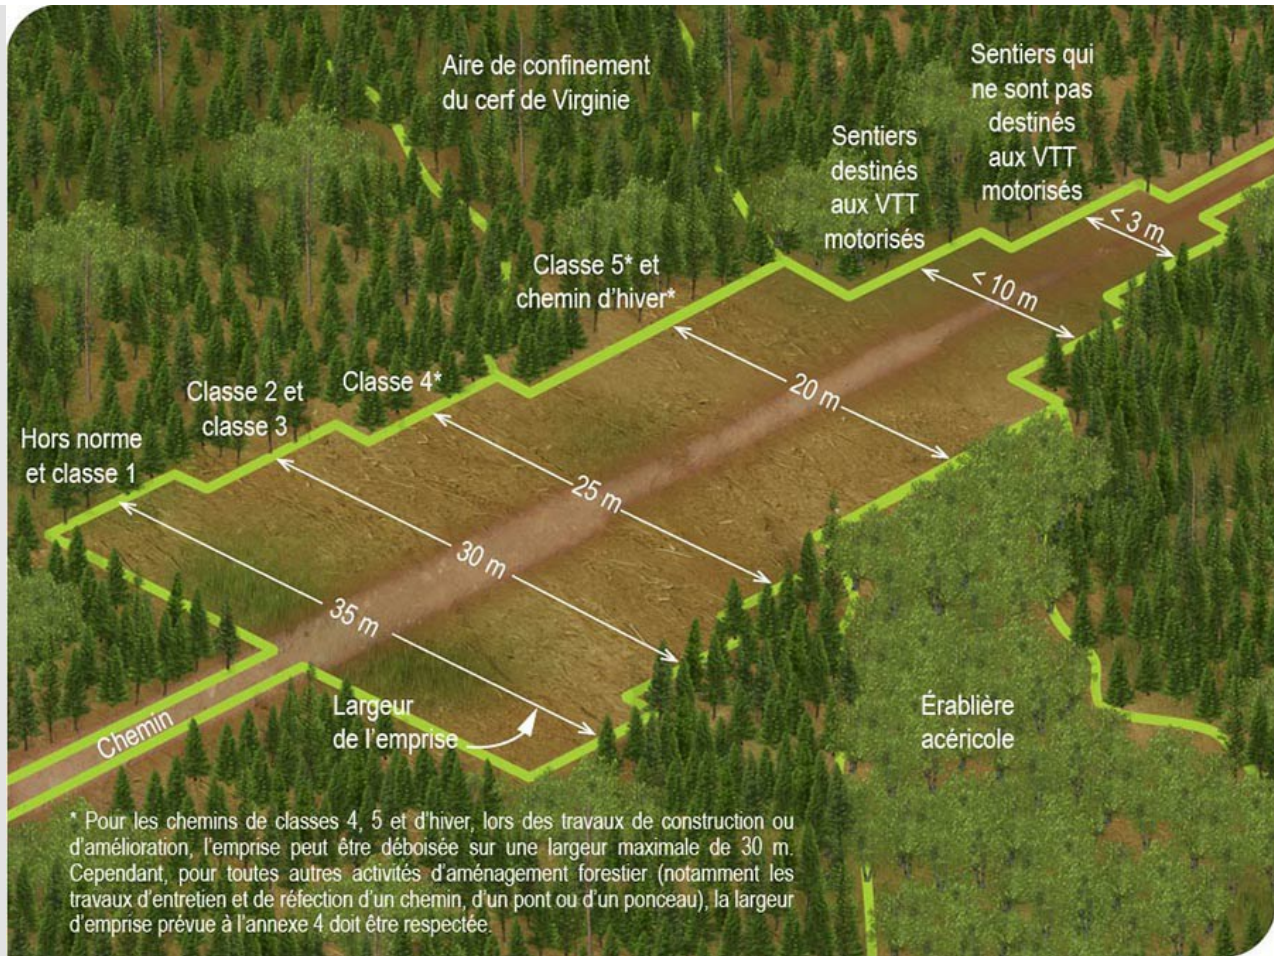 Aire de confinement
du cerf de Virginie
Sentiers qui
ne sont pas
destinés
aux VTT
motorisés
Sentiers
destinés
aux VTT
motorisés
< 3 m
< 10 m
Classe 5* et
chemin d’hiver*
20 m
Classe 4*
25 m
Classe 2 et
classe 3
30 m
Hors norme
et classe 1
35 m
Largeur
de l’emprise
Chemin
Érablière
acéricole
* Pour les chemins de classes 4, 5 et d’hiver, lors des travaux de construction ou
d’amélioration, l’emprise peut être déboisée sur une largeur maximale de 30 m.
Cependant, pour toutes autres activités d’aménagement forestier (notamment les
travaux d’entretien et de réfection d’un chemin, d’un pont ou d’un ponceau), la largeur
d’emprise prévue à l’annexe 4 doit être respectée.